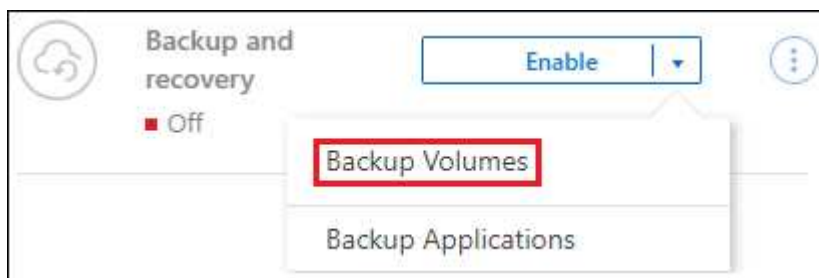 Backup and
recovery
Enable
Off
Backup Volumes
Backup Applications